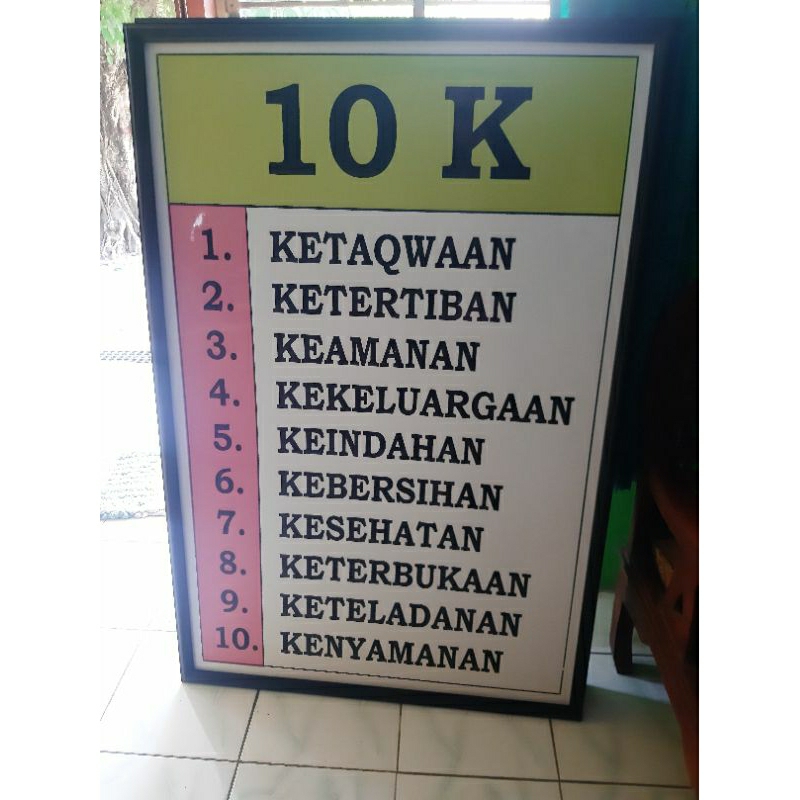 10 K
1. KETAQWAAN
2. KETERTIBAN
3. KEAMANAN
4. KEKELUARGAAN
5. KEINDAHAN
6. KEBERSIHAN
7. KESEHATAN
8. KETERBUKAAN
9. KETELADANAN
10. KENYAMANAN